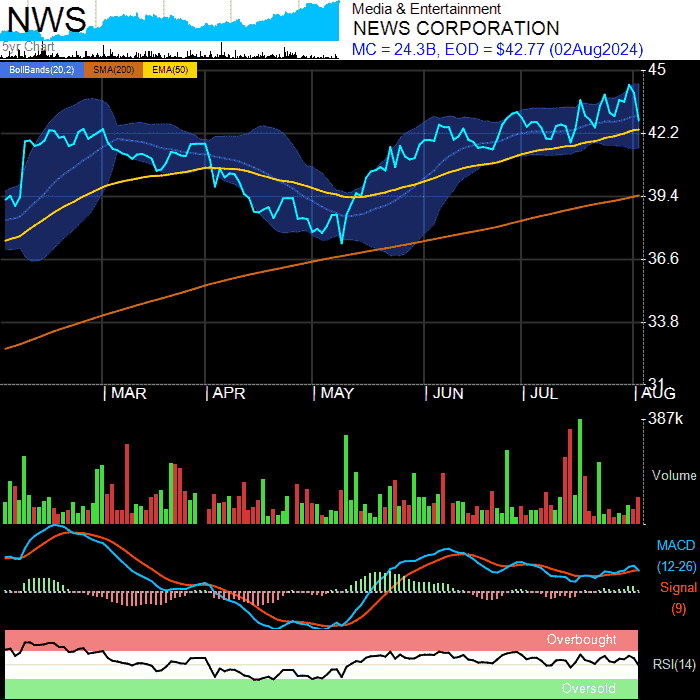 NWS
5yr Chart
Media & Entertainment
NEWS CORPORATION
MC = 24.3B, EOD = $42.77 (02Aug2024)
BollBands(20,2) SMA(200) EMA(50)
45
42.2
39.4
36.6
33.8
31
MAR APR MAY JUN JUL AUG
387k
Volume
MACD
(12-26)
Signal
(9)
Overbought
RSI(14)
Oversold